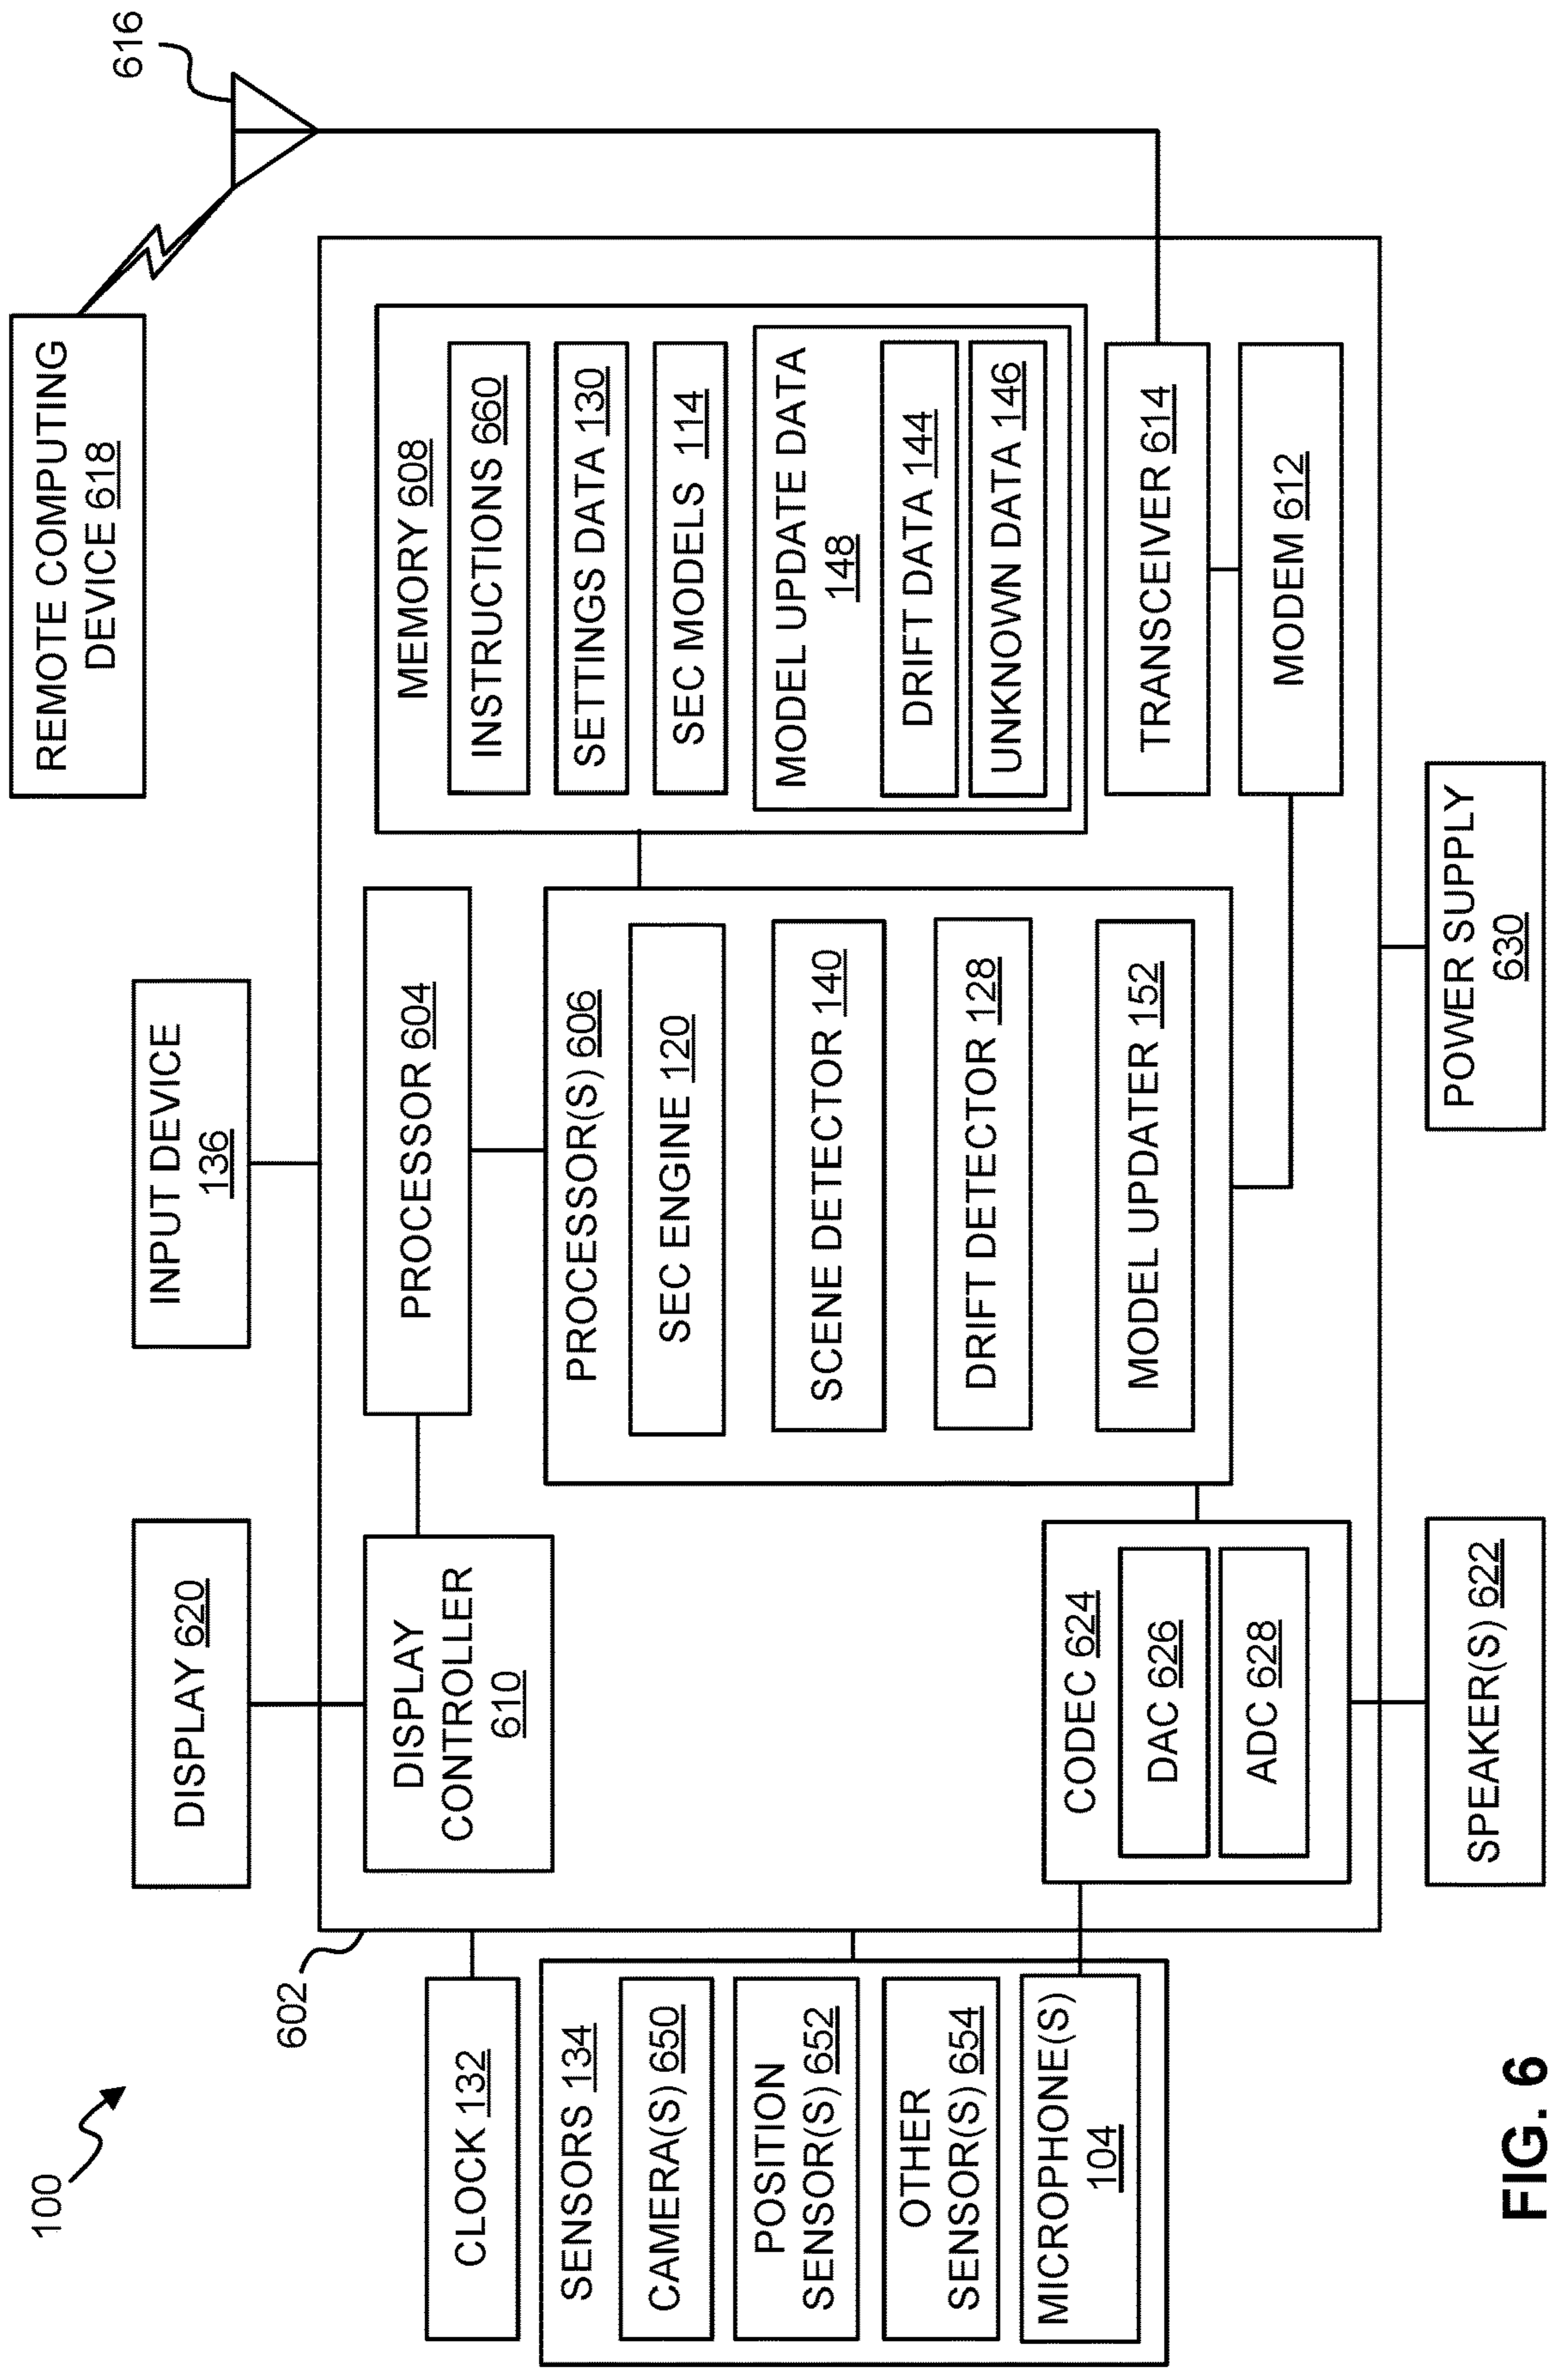 100
602
616
REMOTE COMPUTING
DEVICE 618
INPUT DEVICE
136
DISPLAY 620
CLOCK 132
SENSORS 134
CAMERA(S) 650
POSITION
SENSOR(S) 652
OTHER
SENSOR(S) 654
MICROPHONE(S)
104
DISPLAY
CONTROLLER
610
PROCESSOR 604
PROCESSOR(S) 606
SEC ENGINE 120
SCENE DETECTOR 140
DRIFT DETECTOR 128
MODEL UPDATER 152
MEMORY 608
INSTRUCTIONS 660
SETTINGS DATA 130
SEC MODELS 114
MODEL UPDATE DATA
148
DRIFT DATA 144
UNKNOWN DATA 146
TRANSCEIVER 614
MODEM 612
CODEC 624
DAC 626
ADC 628
SPEAKER(S) 622
POWER SUPPLY
630
FIG. 6